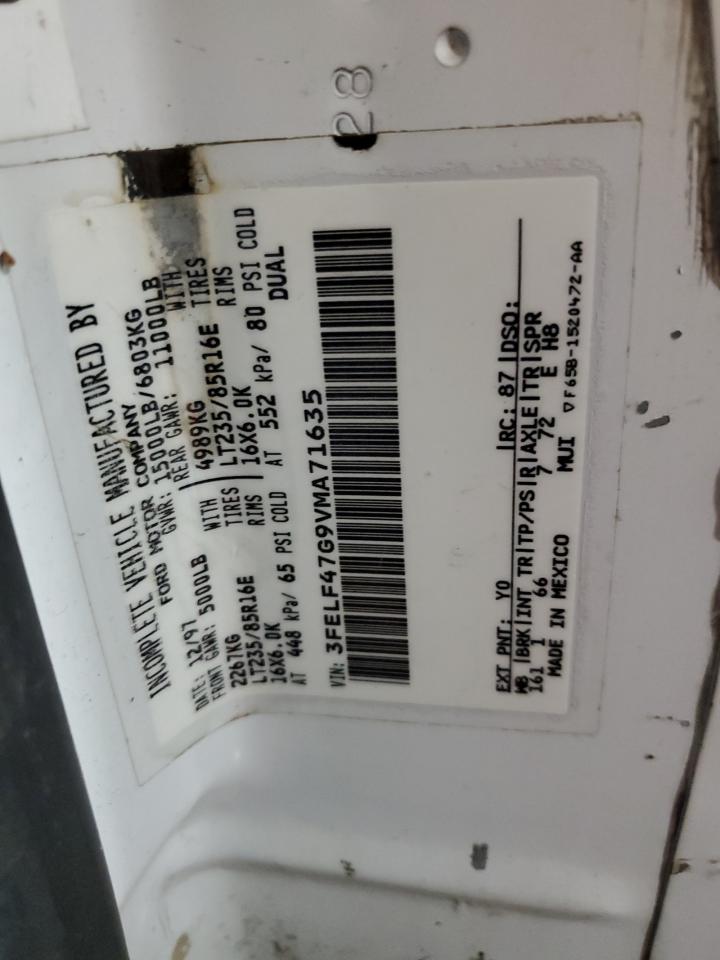 28
INCOMPLETE VEHICLE MANUFACTURED BY
FORD MOTOR COMPANY
DATE: 12/97 GVWR: 15000LB/6803KG
FRONT GAWR: 5000LB REAR GAWR: 11000LB
2267KG WITH 4989KG WITH
LT235/85R16E TIRES LT235/85R16E TIRES
16X6.0K RIMS 16X6.0K RIMS
AT 448 kPa/ 65 PSI COLD AT 552 kPa/ 80 PSI COLD
DUAL
VIN: 3FELF47G9VMA71635
EXT PNT: YO RC: 87 DSO:
WB BRK INT TR TP/PS R AXLE TR SPR
161 1 66 7 72 E H8
MADE IN MEXICO MUI ▽F65B-1520472-AA